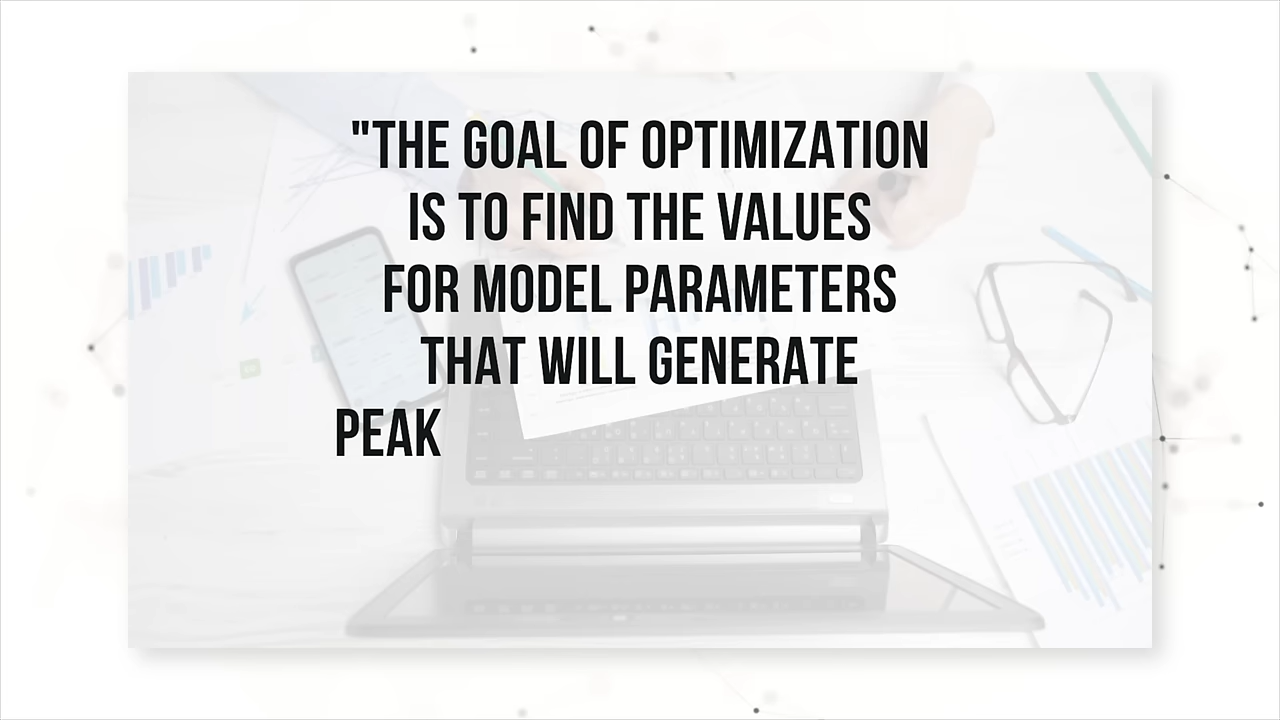 "THE GOAL OF OPTIMIZATION
IS TO FIND THE VALUES
FOR MODEL PARAMETERS
THAT WILL GENERATE
PEAK